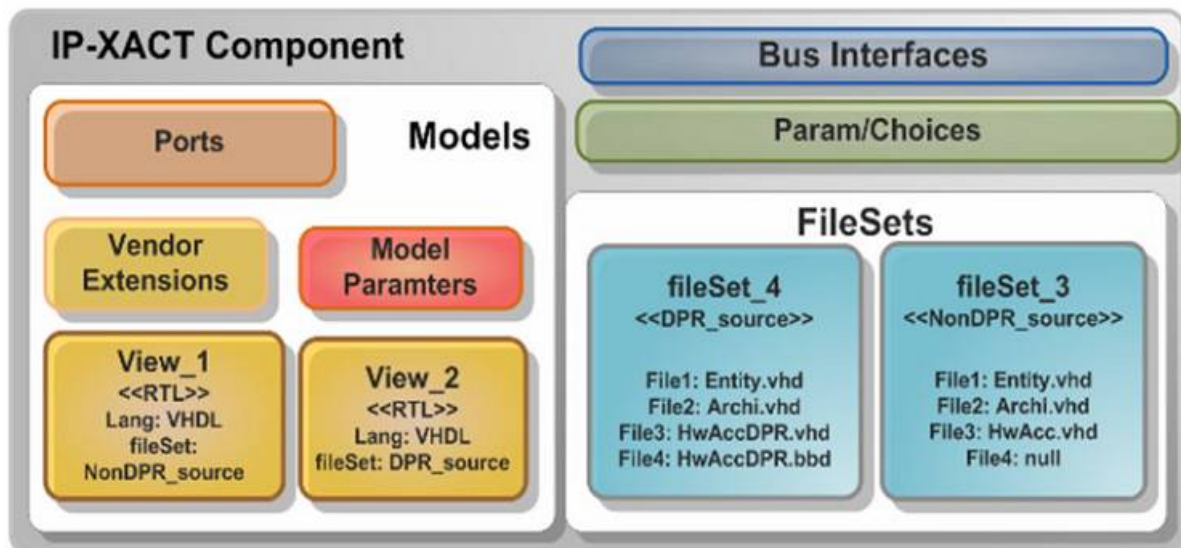 IP-XACT Component
Bus Interfaces
Param/Choices
Models
Ports
Vendor
Extensions
Model
Paramters
View_1
<<RTL>>
Lang: VHDL
fileSet:
NonDPR_source
View_2
<<RTL>>
Lang: VHDL
fileSet: DPR_source
FileSets
fileSet_4
<<DPR_source>>
File1: Entity.vhd
File2: Archi.vhd
File3: HwAccDPR.vhd
File4: HwAccDPR.bbd
fileSet_3
<<NonDPR_source>>
File1: Entity.vhd
File2: Archi.vhd
File3: HwAcc.vhd
File4: null